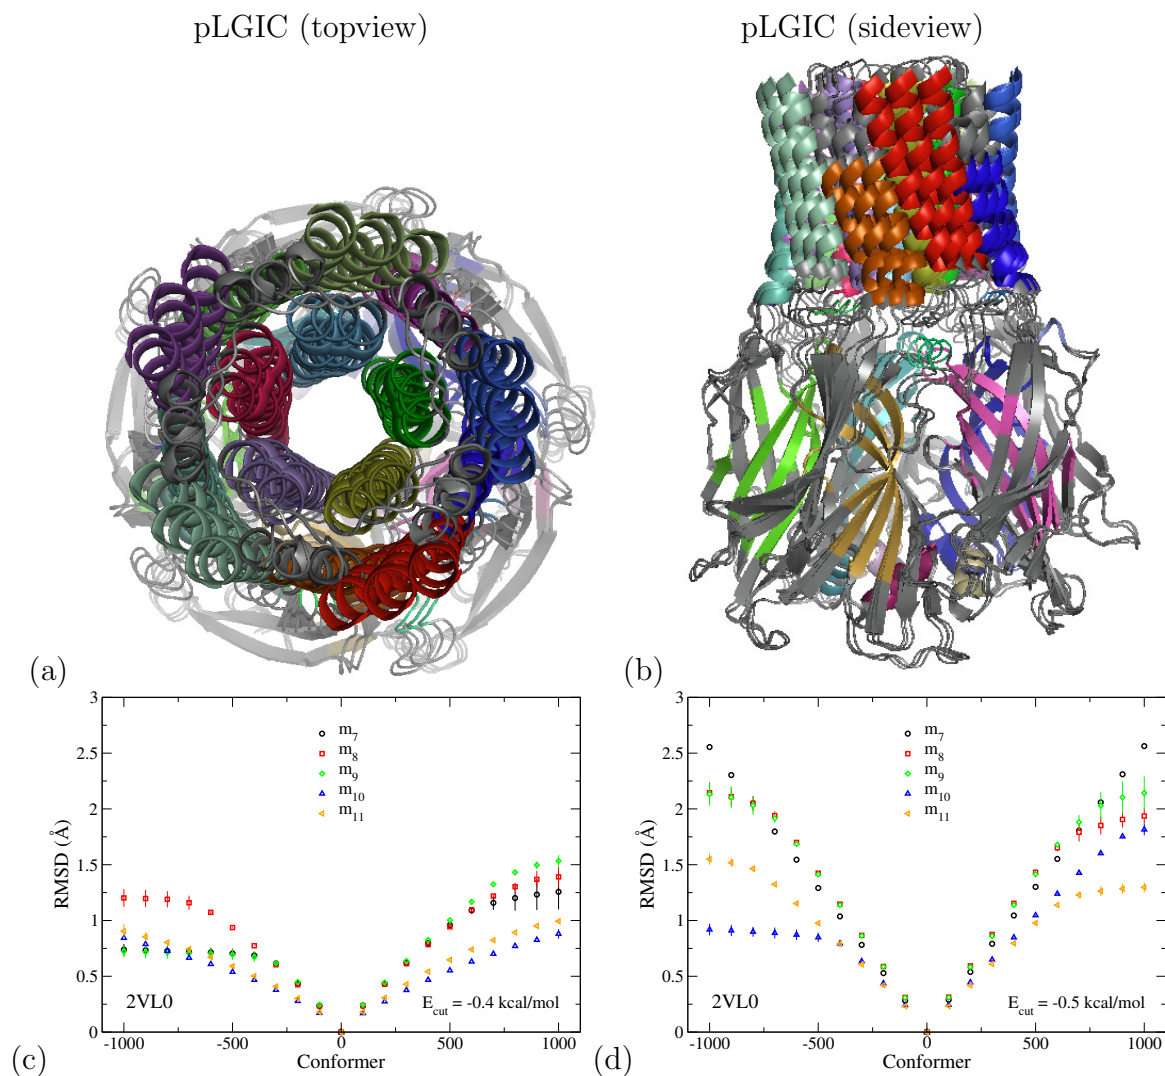 pLGIC (topview)
pLGIC (sideview)
(a)
(b)
3
2.5
2
1.5
1
0.5
0
RMSD (Å)
m7
m8
m9
m10
m11
2VL0
Ecut = -0.4 kcal/mol
-1000
-500
0
500
1000
Conformer
(c)
3
2.5
2
1.5
1
0.5
0
RMSD (Å)
m7
m8
m9
m10
m11
2VL0
Ecut = -0.5 kcal/mol
-1000
-500
0
500
1000
Conformer
(d)